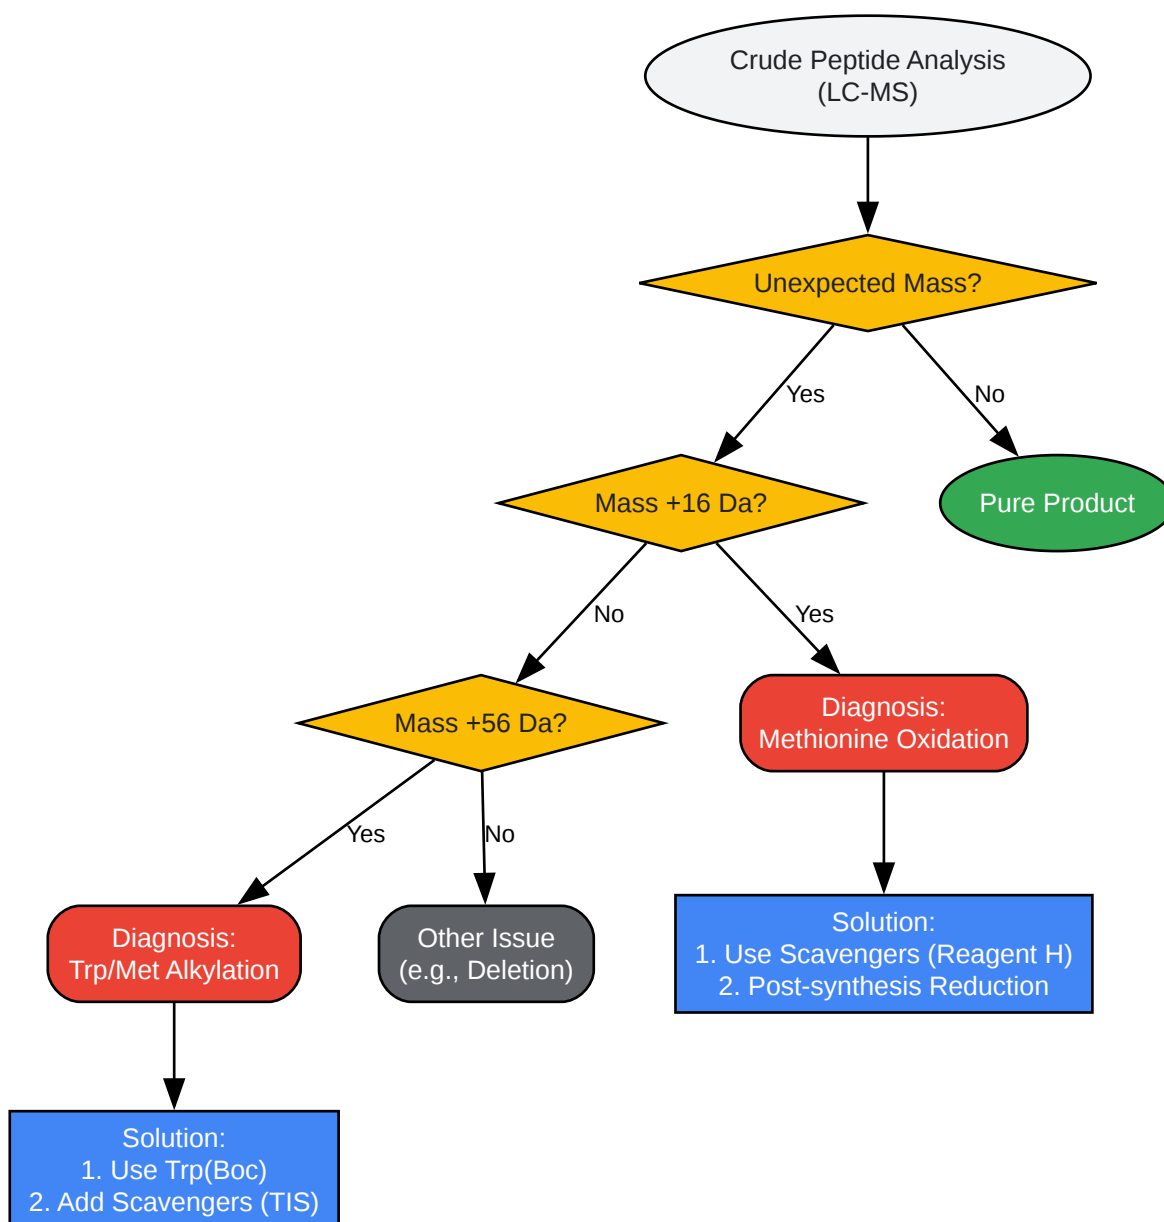 Crude Peptide Analysis
(LC-MS)
Unexpected Mass?
Yes
No
Mass +16 Da?
Pure Product
No
Yes
Mass +56 Da?
Diagnosis:
Methionine Oxidation
Yes
No
Diagnosis:
Trp/Met Alkylation
Other Issue
(e.g., Deletion)
Solution:
1. Use Scavengers (Reagent H)
2. Post-synthesis Reduction
Solution:
1. Use Trp(Boc)
2. Add Scavengers (TIS)